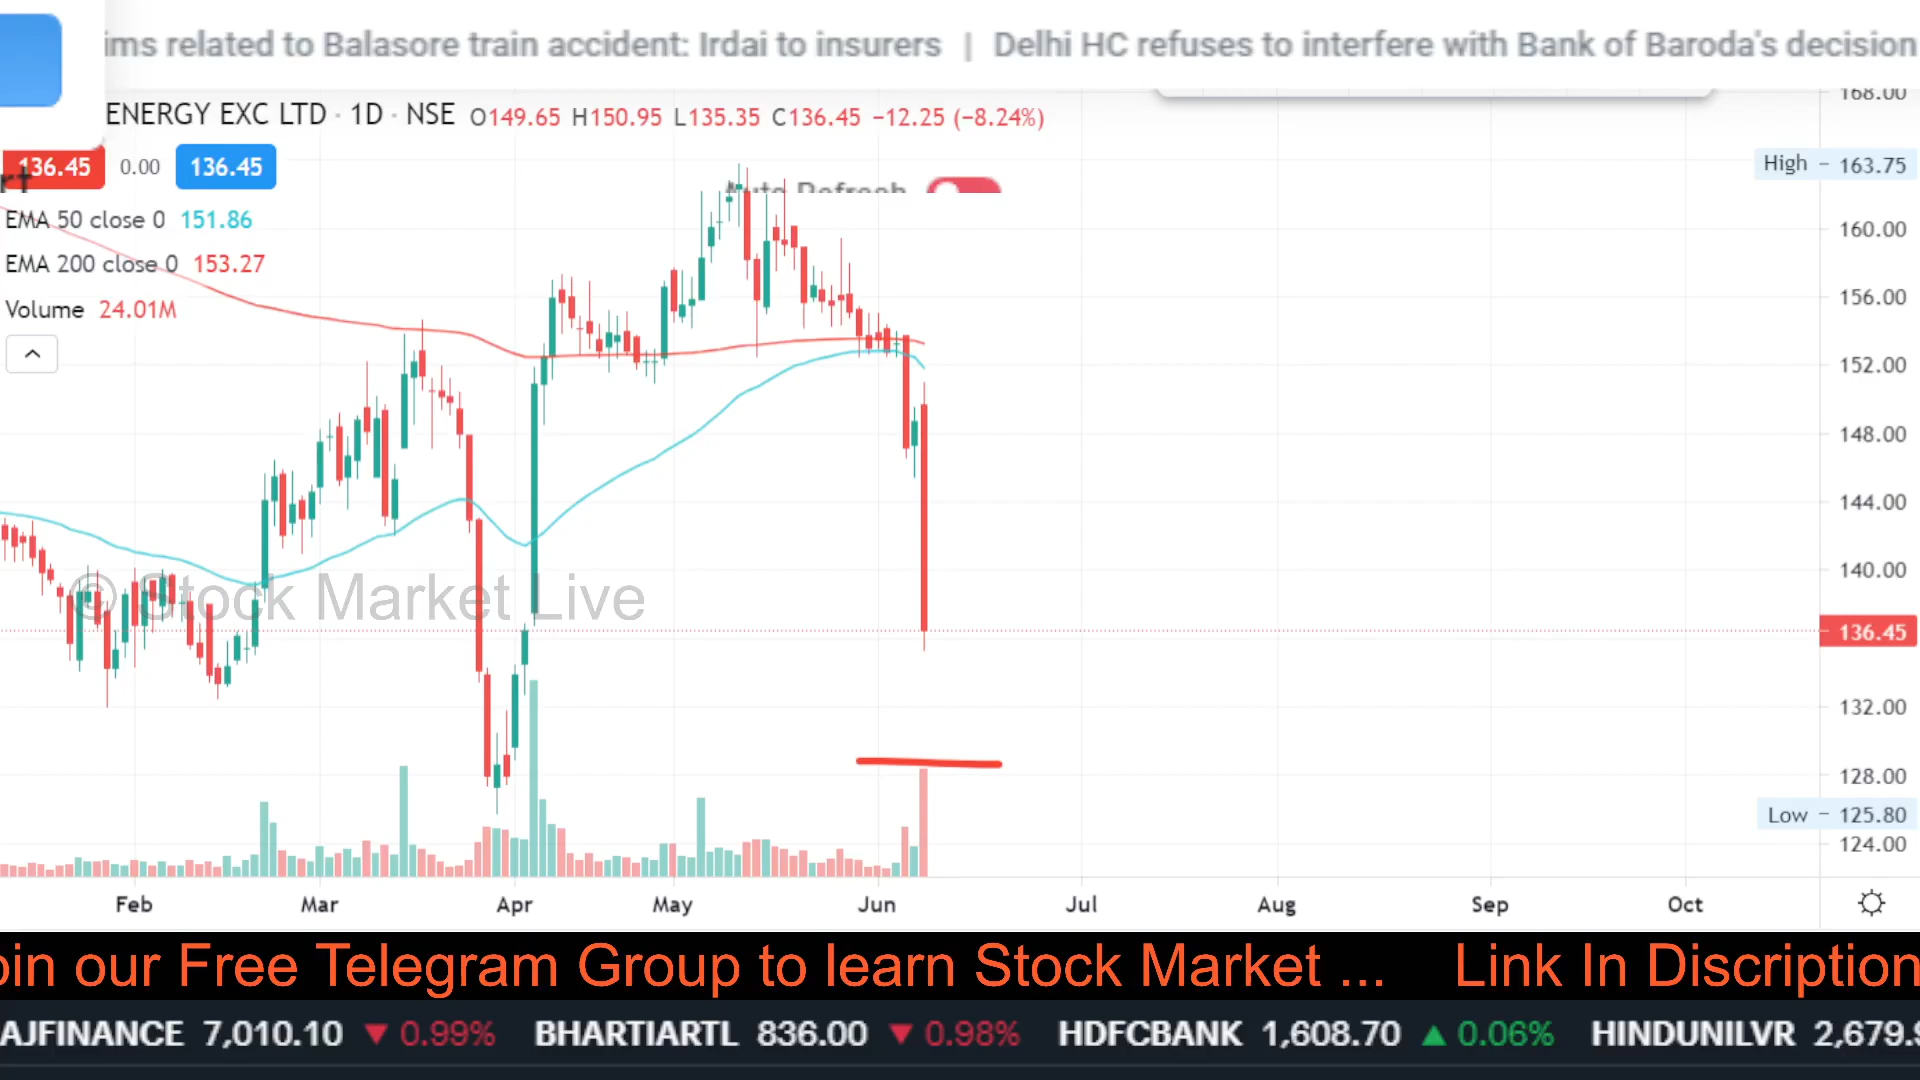 ims related to Balasore train accident: Irdai to insurers | Delhi HC refuses to interfere with Bank of Baroda's decision
ENERGY EXC LTD · 1D · NSE O149.65 H150.95 L135.35 C136.45 −12.25 (−8.24%)
168.00
136.45 0.00 136.45
Auto Refresh
High 163.75
EMA 50 close 0 151.86
160.00
EMA 200 close 0 153.27
156.00
Volume 24.01M
152.00
148.00
144.00
140.00
© Stock Market Live
136.45
132.00
128.00
Low 125.80
124.00
Feb Mar Apr May Jun Jul Aug Sep Oct
oin our Free Telegram Group to learn Stock Market ... Link In Discription
AJFINANCE 7,010.10 ▼ 0.99% BHARTIARTL 836.00 ▼ 0.98% HDFCBANK 1,608.70 ▲ 0.06% HINDUNILVR 2,679.9